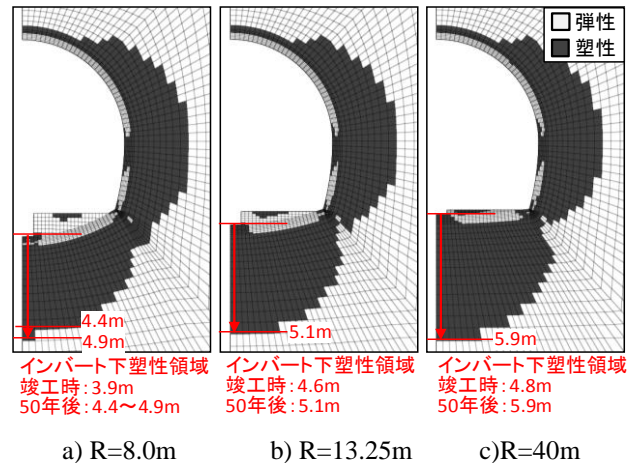 弾性
塑性
4.4m
4.9m
5.1m
5.9m
インバート下塑性領域
竣工時:3.9m
50年後:4.4～4.9m
インバート下塑性領域
竣工時:4.6m
50年後:5.1m
インバート下塑性領域
竣工時:4.8m
50年後:5.9m
a) R=8.0m
b) R=13.25m
c)R=40m